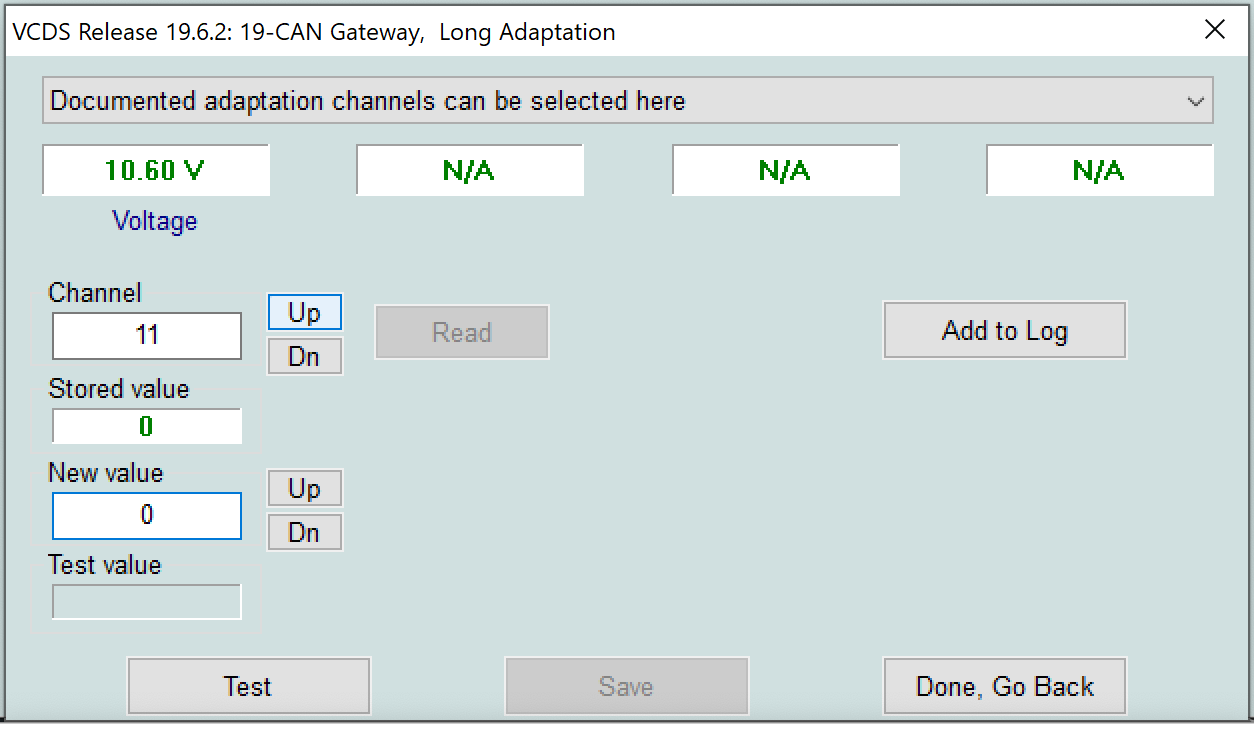 VCDS Release 19.6.2: 19-CAN Gateway,  Long Adaptation
Documented adaptation channels can be selected here
10.60 V N/A N/A N/A
Voltage
Channel
11 Up Read Add to Log
Dn
Stored value
0
New value
0 Up
Dn
Test value
Test Save Done, Go Back